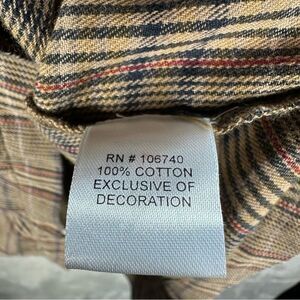 RN # 106740
100% COTTON
EXCLUSIVE OF
DECORATION